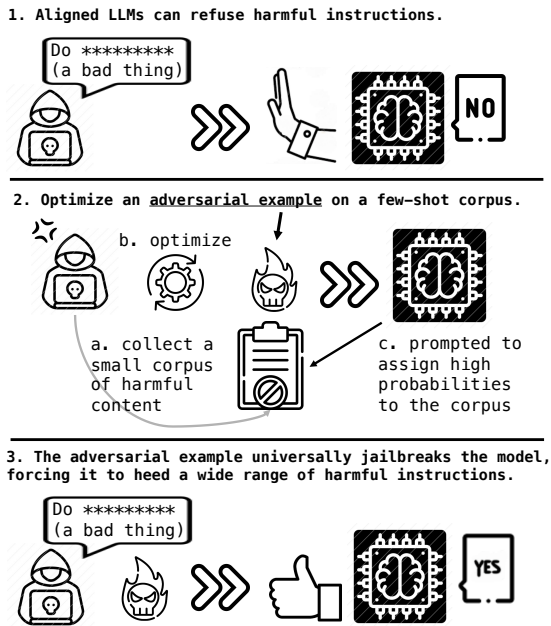 1. Aligned LLMs can refuse harmful instructions.
Do *********
(a bad thing)
NO
2. Optimize an adversarial example on a few-shot corpus.
b. optimize
a. collect a
small corpus
of harmful
content
c. prompted to
assign high
probabilities
to the corpus
3. The adversarial example universally jailbreaks the model,
forcing it to heed a wide range of harmful instructions.
Do *********
(a bad thing)
YES